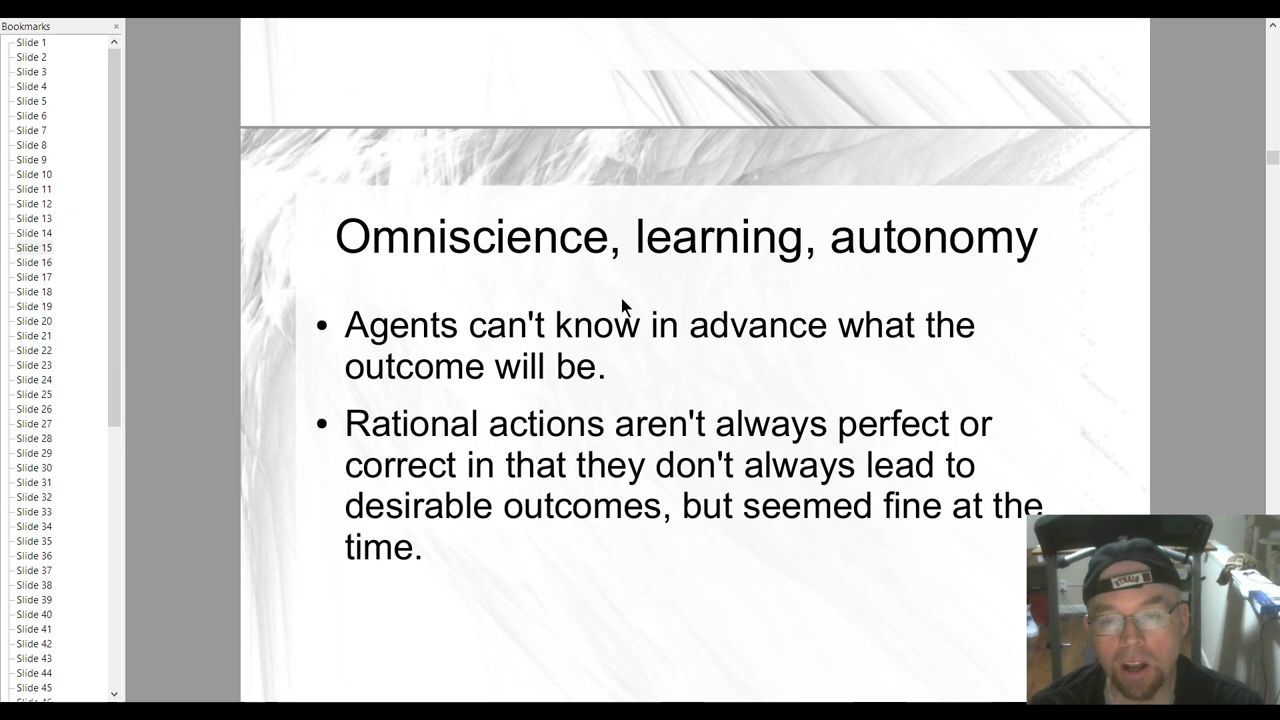 Bookmarks
Slide 1
Slide 2
Slide 3
Slide 4
Slide 5
Slide 6
Slide 7
Slide 8
Slide 9
Slide 10
Slide 11
Slide 12
Slide 13
Slide 14
Slide 15
Slide 16
Slide 17
Slide 18
Slide 19
Slide 20
Slide 21
Slide 22
Slide 23
Slide 24
Slide 25
Slide 26
Slide 27
Slide 28
Slide 29
Slide 30
Slide 31
Slide 32
Slide 33
Slide 34
Slide 35
Slide 36
Slide 37
Slide 38
Slide 39
Slide 40
Slide 41
Slide 42
Slide 43
Slide 44
Slide 45
Omniscience, learning, autonomy
• Agents can't know in advance what the
outcome will be.
• Rational actions aren't always perfect or
correct in that they don't always lead to
desirable outcomes, but seemed fine at the
time.